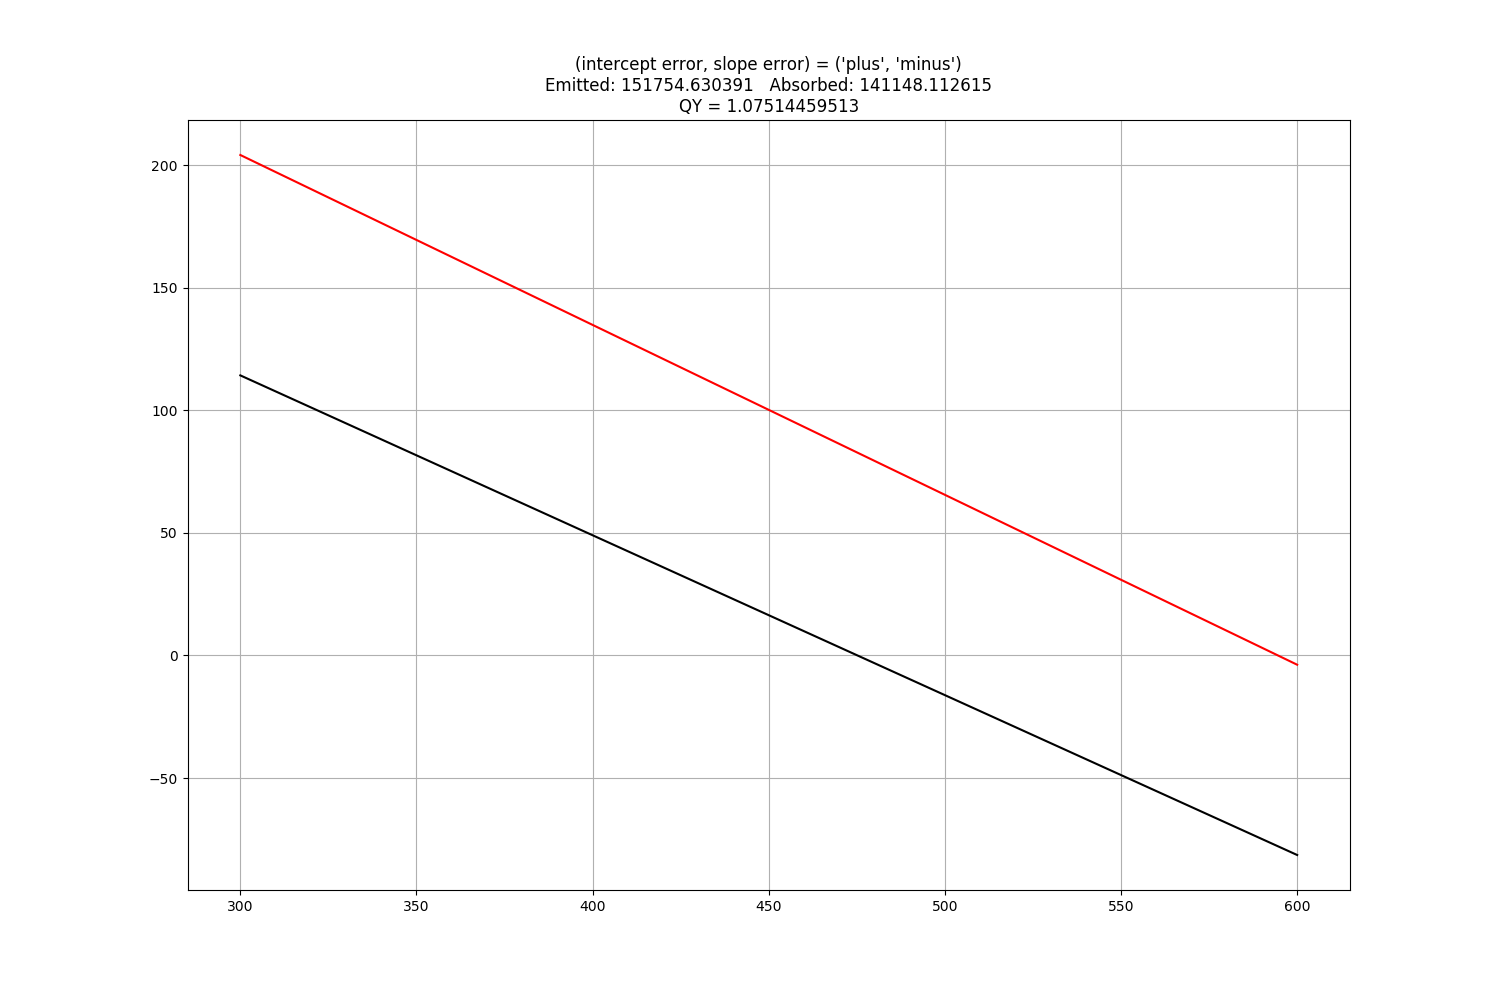 (intercept error, slope error) = ('plus', 'minus')
Emitted: 151754.630391   Absorbed: 141148.112615
QY = 1.07514459513
200
150
100
50
0
−50
300 350 400 450 500 550 600